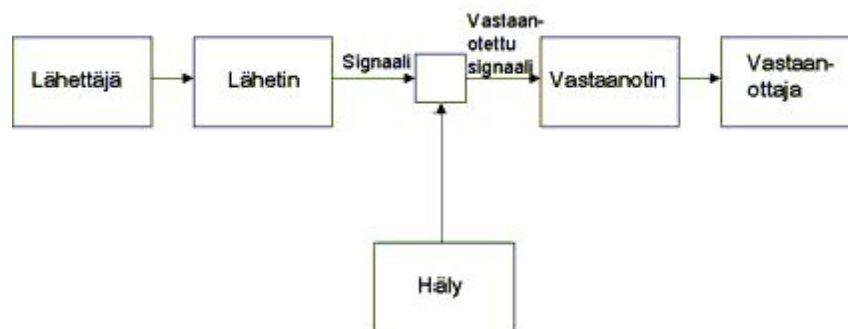 Lähettäjä
Lähetin
Signaali
Vastaan-
otettu
signaali
Vastaanotin
Vastaan-
ottaja
Häly